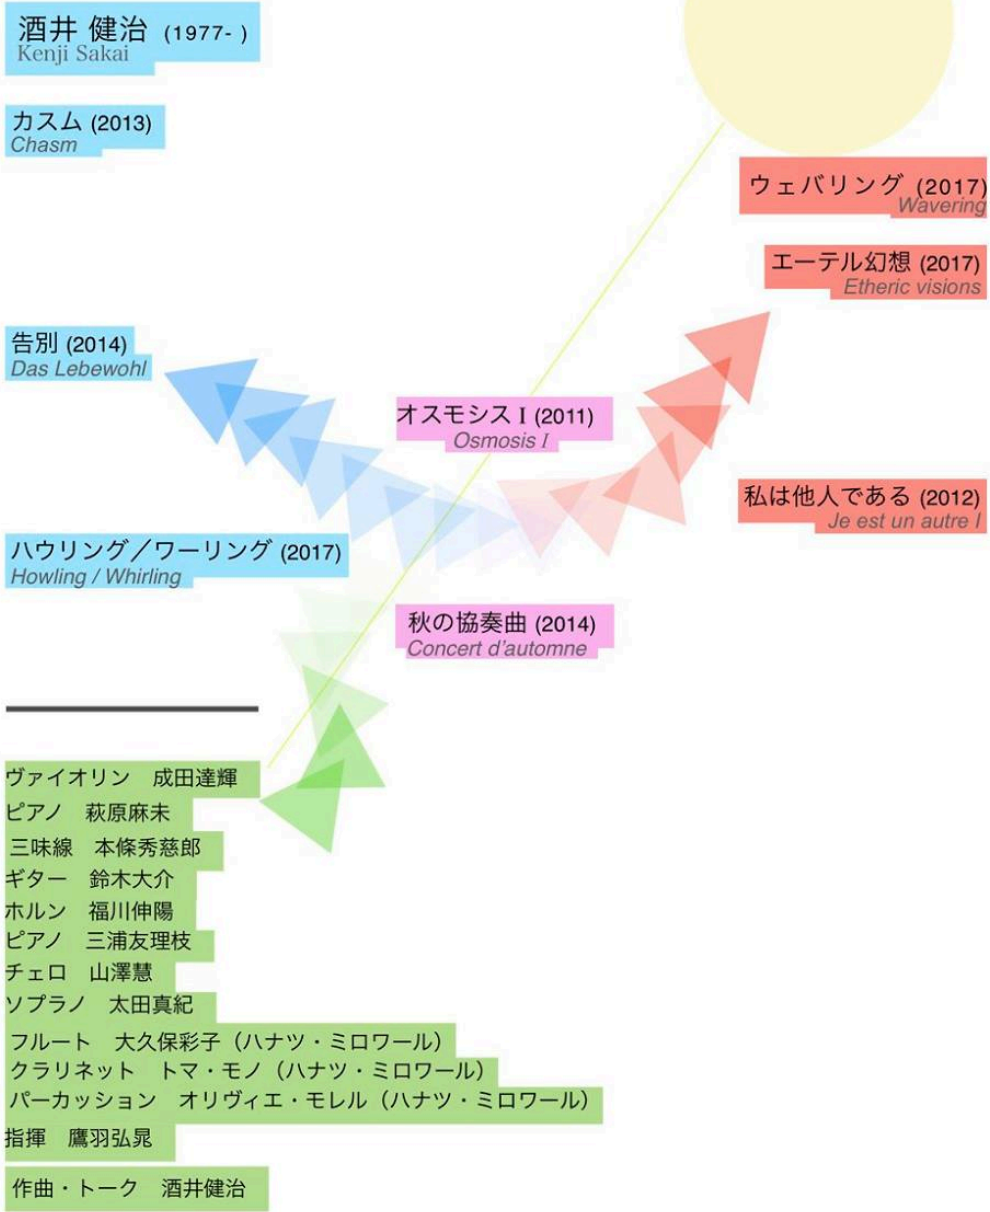 酒井 健治 (1977- )
Kenji Sakai
カスム (2013)
Chasm
告別 (2014)
Das Lebewohl
ハウリング／ワーリング (2017)
Howling / Whirling
オスモシス I (2011)
Osmosis I
秋の協奏曲 (2014)
Concert d'automne
ウェバリング (2017)
Wavering
エーテル幻想 (2017)
Etheric visions
私は他人である (2012)
Je est un autre I
ヴァイオリン　成田達輝
ピアノ　萩原麻未
三味線　本條秀慈郎
ギター　鈴木大介
ホルン　福川伸陽
ピアノ　三浦友理枝
チェロ　山澤慧
ソプラノ　太田真紀
フルート　大久保彩子（ハナツ・ミロワール）
クラリネット　トマ・モノ（ハナツ・ミロワール）
パーカッション　オリヴィエ・モレル（ハナツ・ミロワール）
指揮　鷹羽弘晃
作曲・トーク　酒井健治